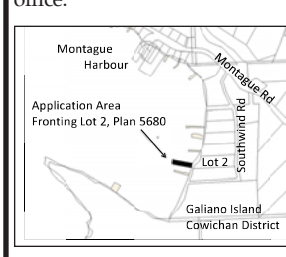 office.
Montague
Harbour
Montague Rd
Application Area
Fronting Lot 2, Plan 5680
Southwind Rd
Lot 2
Galiano Island
Cowichan District